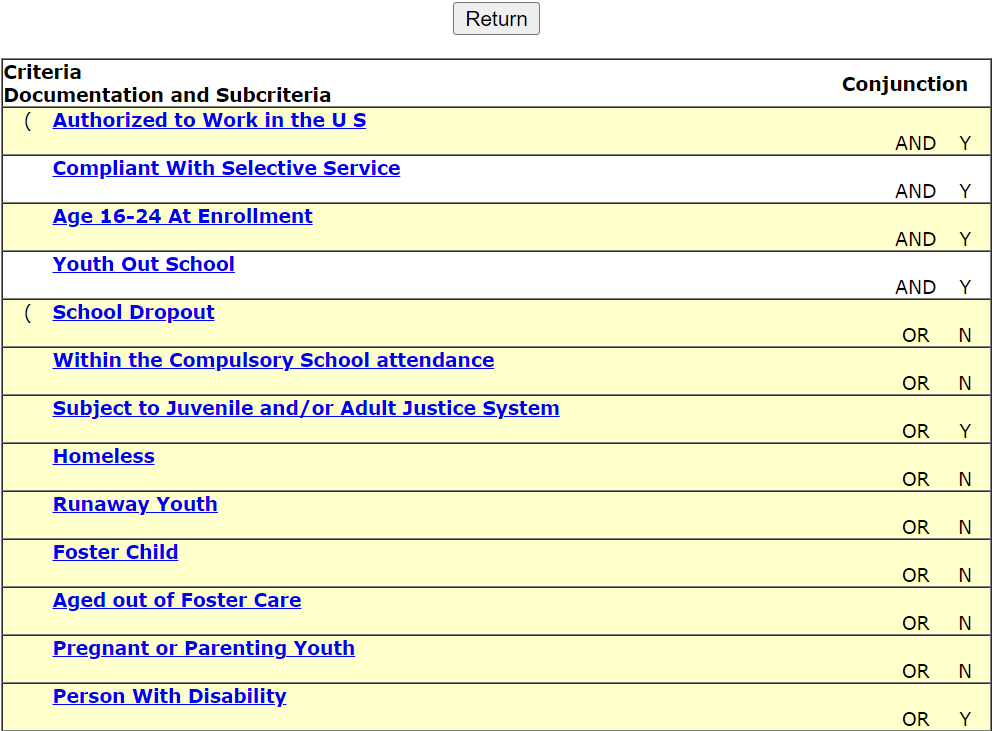 Return
Criteria
Documentation and Subcriteria
Conjunction
( Authorized to Work in the U S
AND Y
Compliant With Selective Service
AND Y
Age 16-24 At Enrollment
AND Y
Youth Out School
AND Y
( School Dropout
OR N
Within the Compulsory School attendance
OR N
Subject to Juvenile and/or Adult Justice System
OR Y
Homeless
OR N
Runaway Youth
OR N
Foster Child
OR N
Aged out of Foster Care
OR N
Pregnant or Parenting Youth
OR N
Person With Disability
OR Y